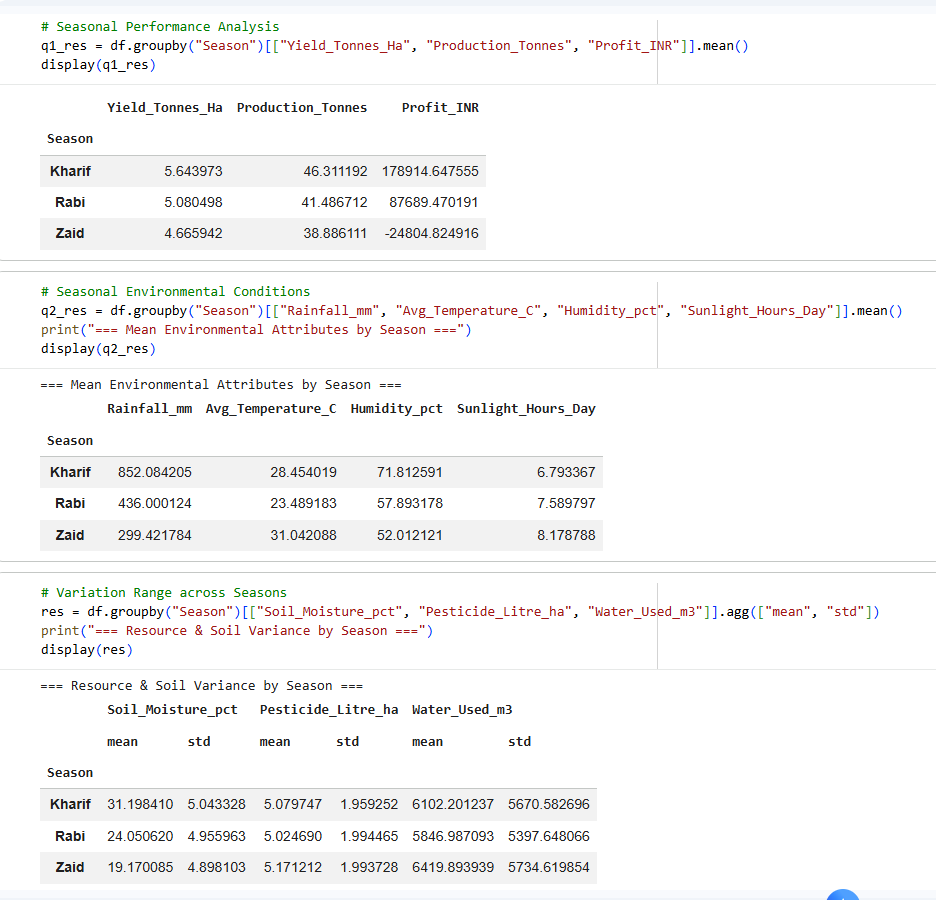 # Seasonal Performance Analysis
q1_res = df.groupby("Season")[["Yield_Tonnes_Ha", "Production_Tonnes", "Profit_INR"]].mean()
display(q1_res)
Yield_Tonnes_Ha Production_Tonnes Profit_INR
Season
Kharif 5.643973 46.311192 178914.647555
Rabi 5.080498 41.486712 87689.470191
Zaid 4.665942 38.886111 -24804.824916
# Seasonal Environmental Conditions
q2_res = df.groupby("Season")[["Rainfall_mm", "Avg_Temperature_C", "Humidity_pct", "Sunlight_Hours_Day"]].mean()
print("=== Mean Environmental Attributes by Season ===")
display(q2_res)
=== Mean Environmental Attributes by Season ===
Rainfall_mm Avg_Temperature_C Humidity_pct Sunlight_Hours_Day
Season
Kharif 852.084205 28.454019 71.812591 6.793367
Rabi 436.000124 23.489183 57.893178 7.589797
Zaid 299.421784 31.042088 52.012121 8.178788
# Variation Range across Seasons
res = df.groupby("Season")[["Soil_Moisture_pct", "Pesticide_Litre_ha", "Water_Used_m3"]].agg(["mean", "std"])
print("=== Resource & Soil Variance by Season ===")
display(res)
=== Resource & Soil Variance by Season ===
Soil_Moisture_pct Pesticide_Litre_ha Water_Used_m3
mean std mean std mean std
Season
Kharif 31.198410 5.043328 5.079747 1.959252 6102.201237 5670.582696
Rabi 24.050620 4.955963 5.024690 1.994465 5846.987093 5397.648066
Zaid 19.170085 4.898103 5.171212 1.993728 6419.893939 5734.619854